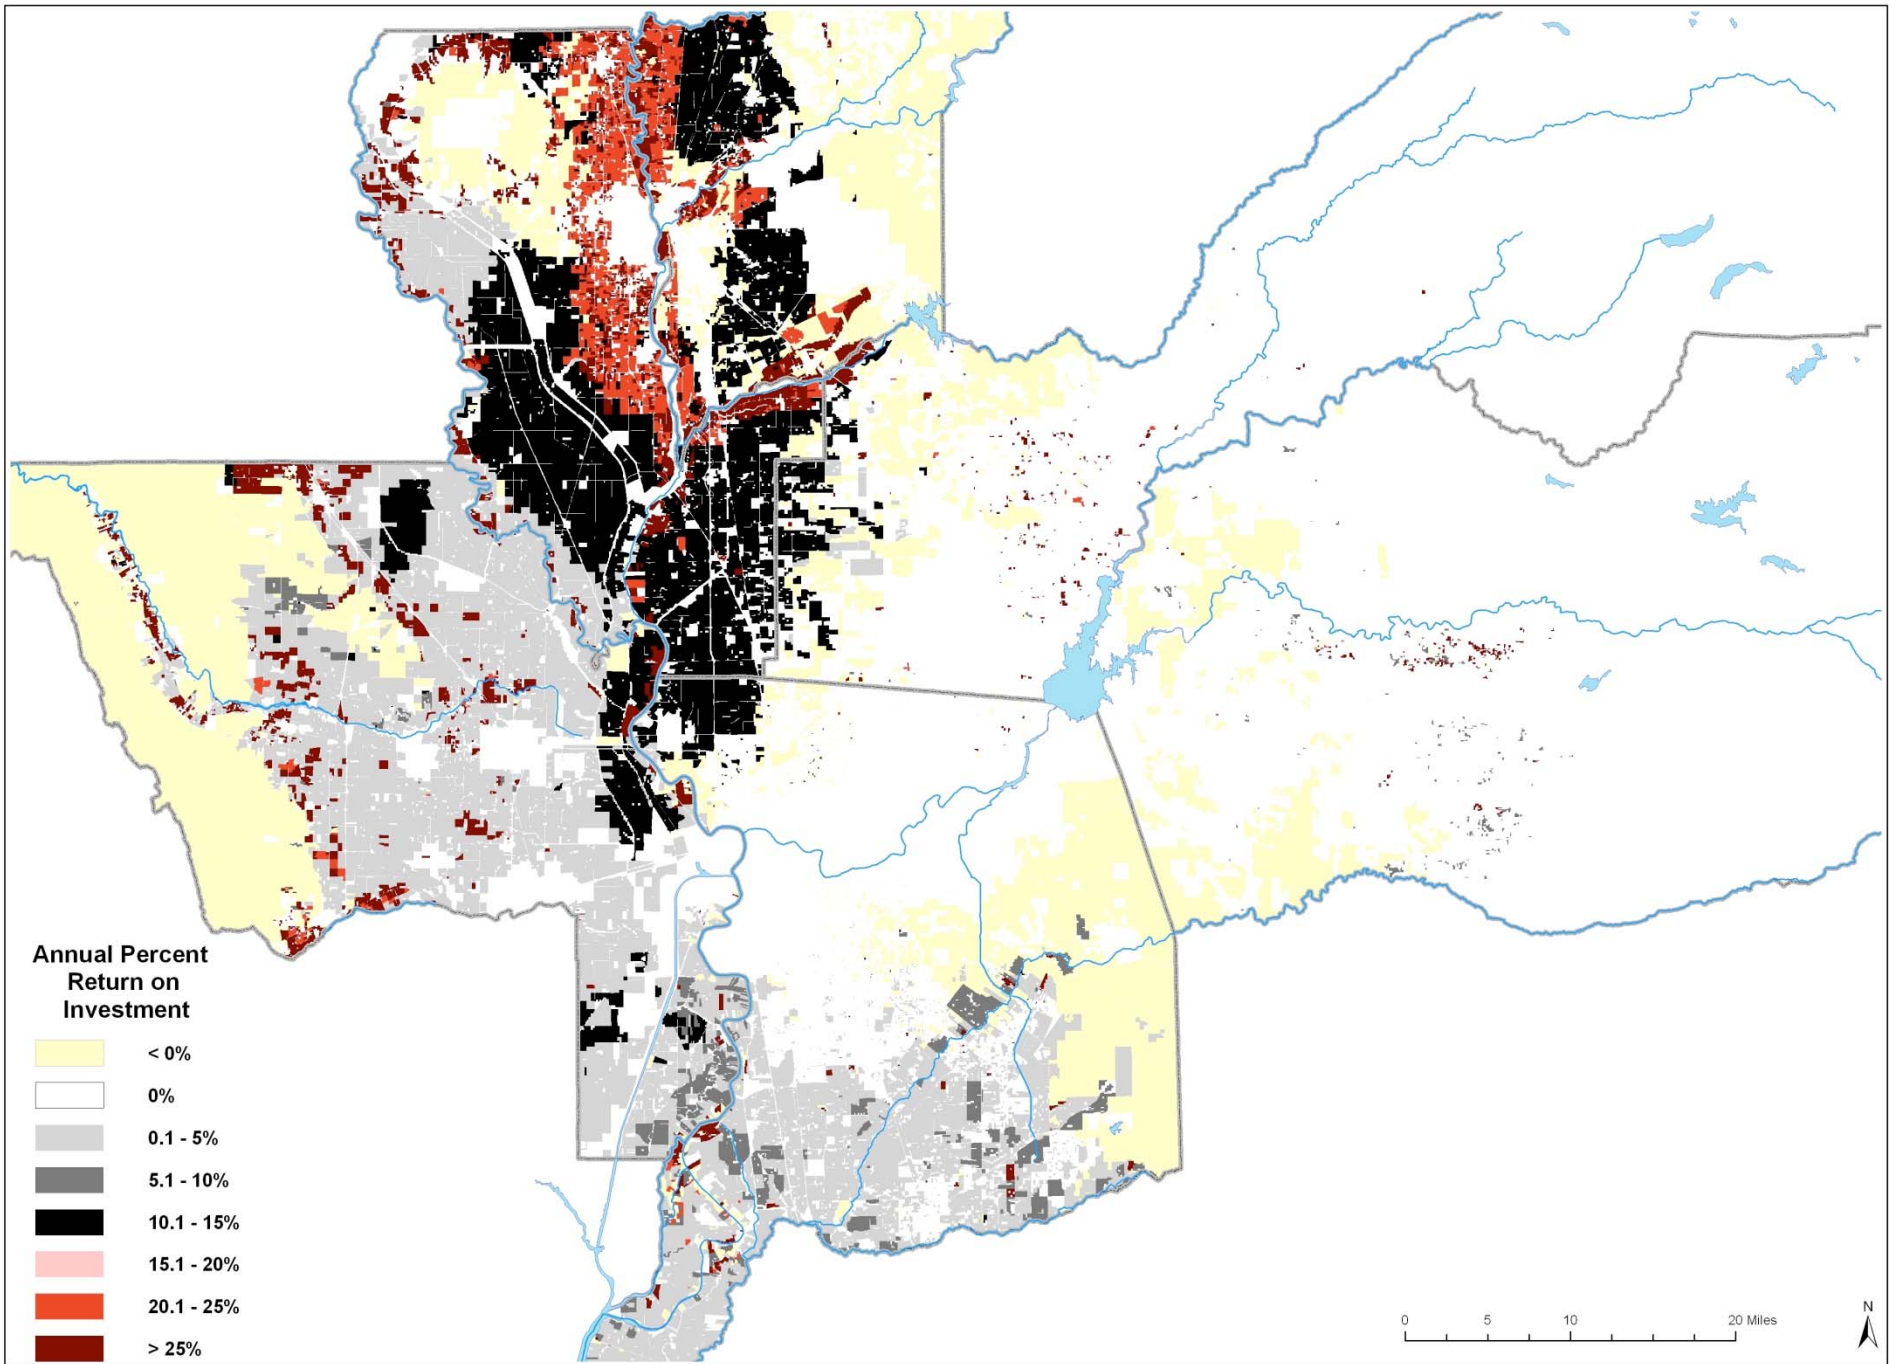 Annual Percent
Return on
Investment
< 0%
0%
0.1 - 5%
5.1 - 10%
10.1 - 15%
15.1 - 20%
20.1 - 25%
> 25%
0 5 10 20 Miles
N